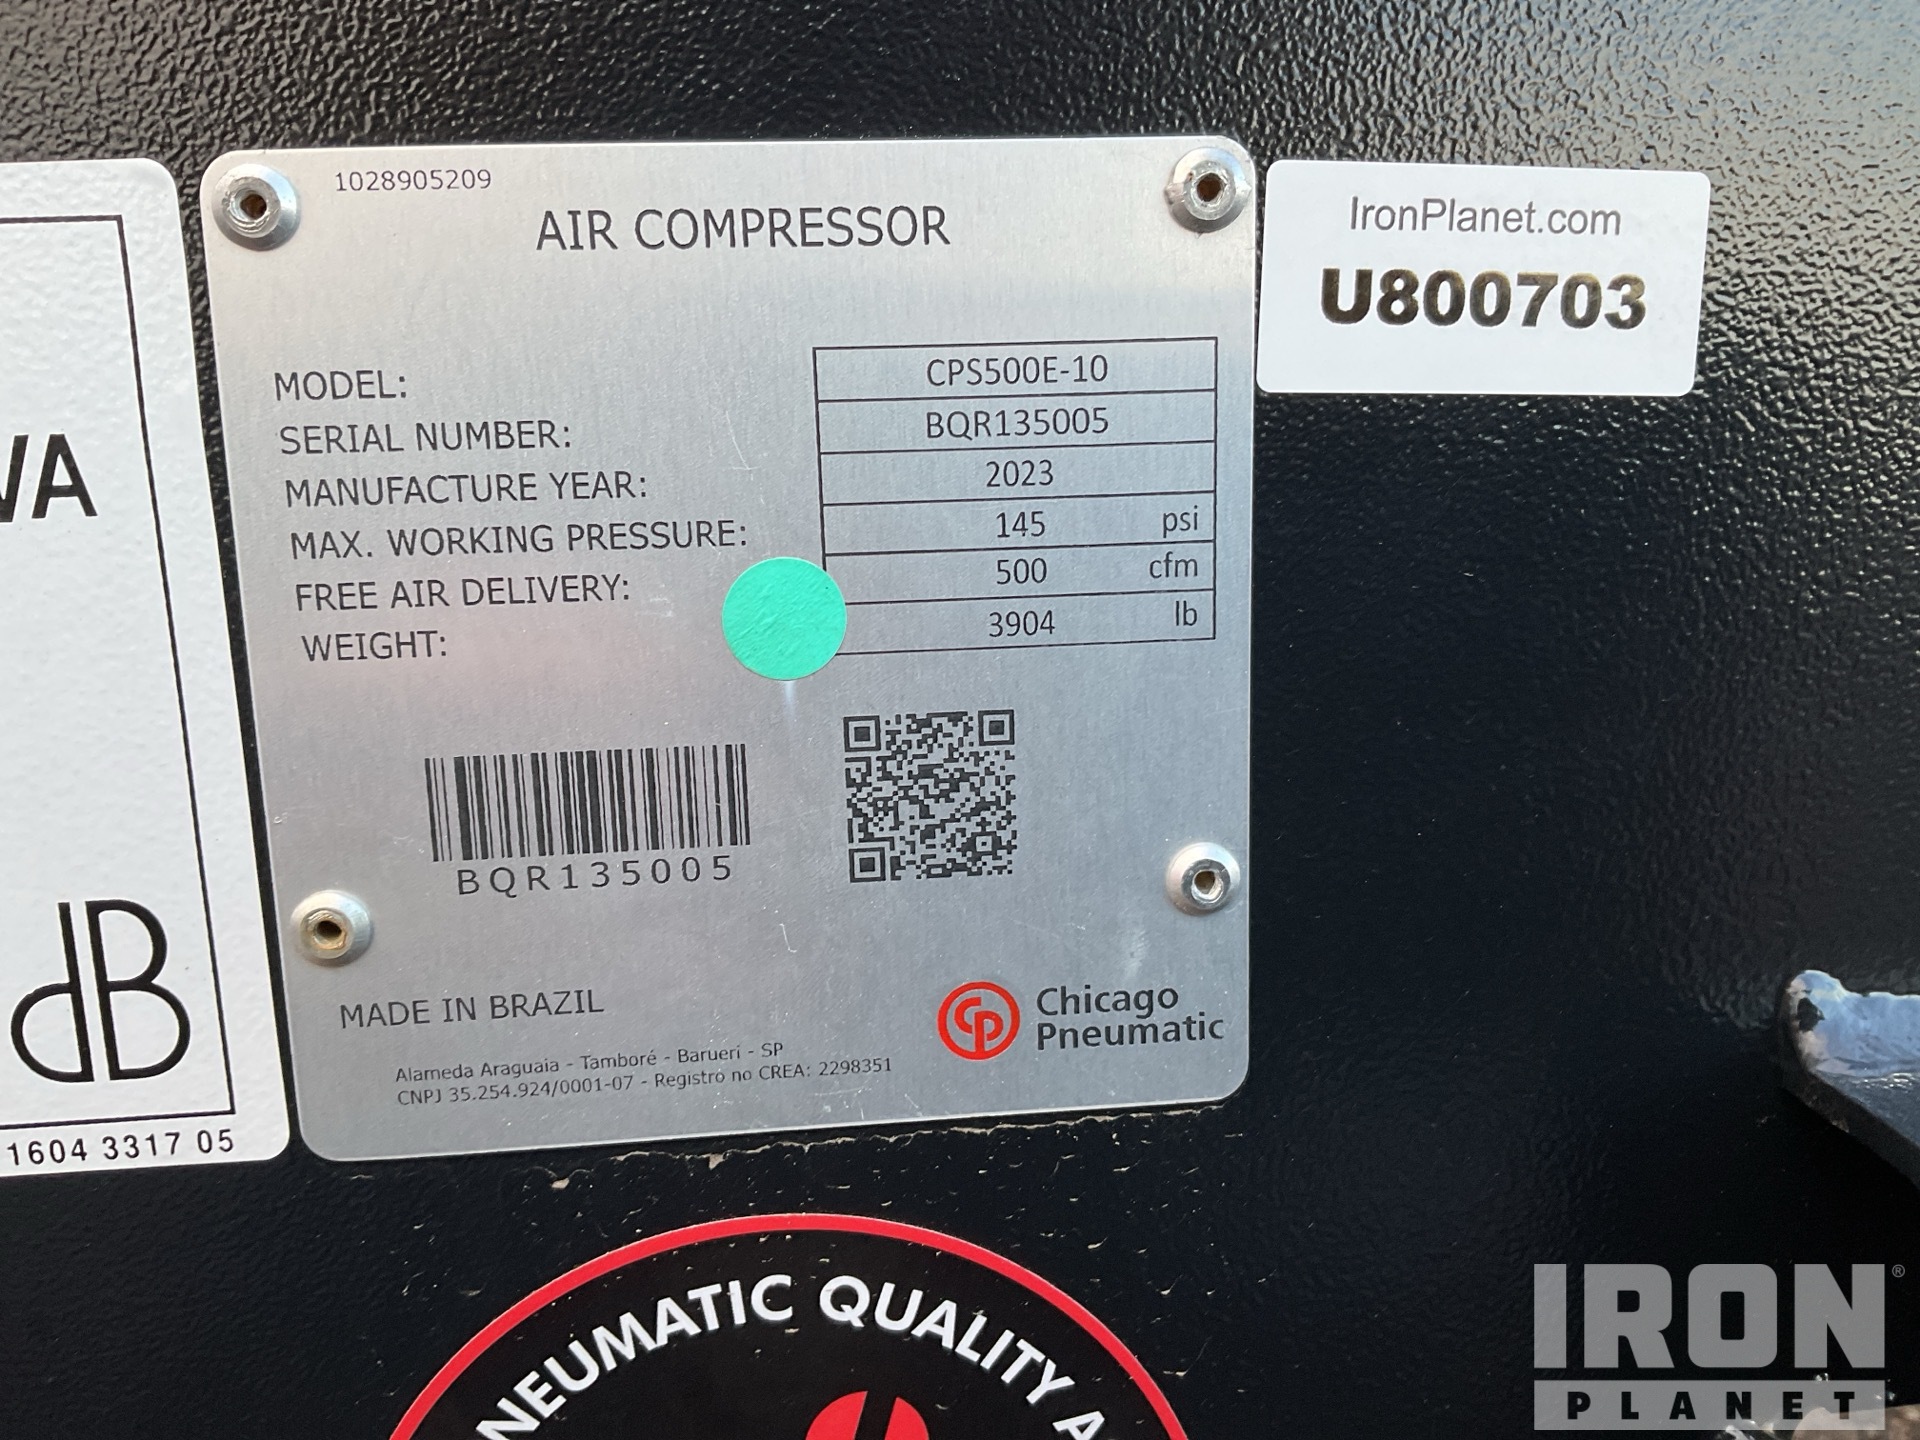 1028905209
AIR COMPRESSOR
MODEL: CPS500E-10
SERIAL NUMBER: BQR135005
MANUFACTURE YEAR: 2023
MAX. WORKING PRESSURE: 145 psi
FREE AIR DELIVERY: 500 cfm
WEIGHT: 3904 lb
BQR135005
MADE IN BRAZIL
CP Chicago
Pneumatic
Alameda Araguaia - Tamboré - Barueri - SP
CNPJ 35.254.924/0001-07 - Registro no CREA: 2298351
IronPlanet.com
U800703
WA
dB
1604 3317 05
NEUMATIC QUALITY A
IRON
PLANET
®